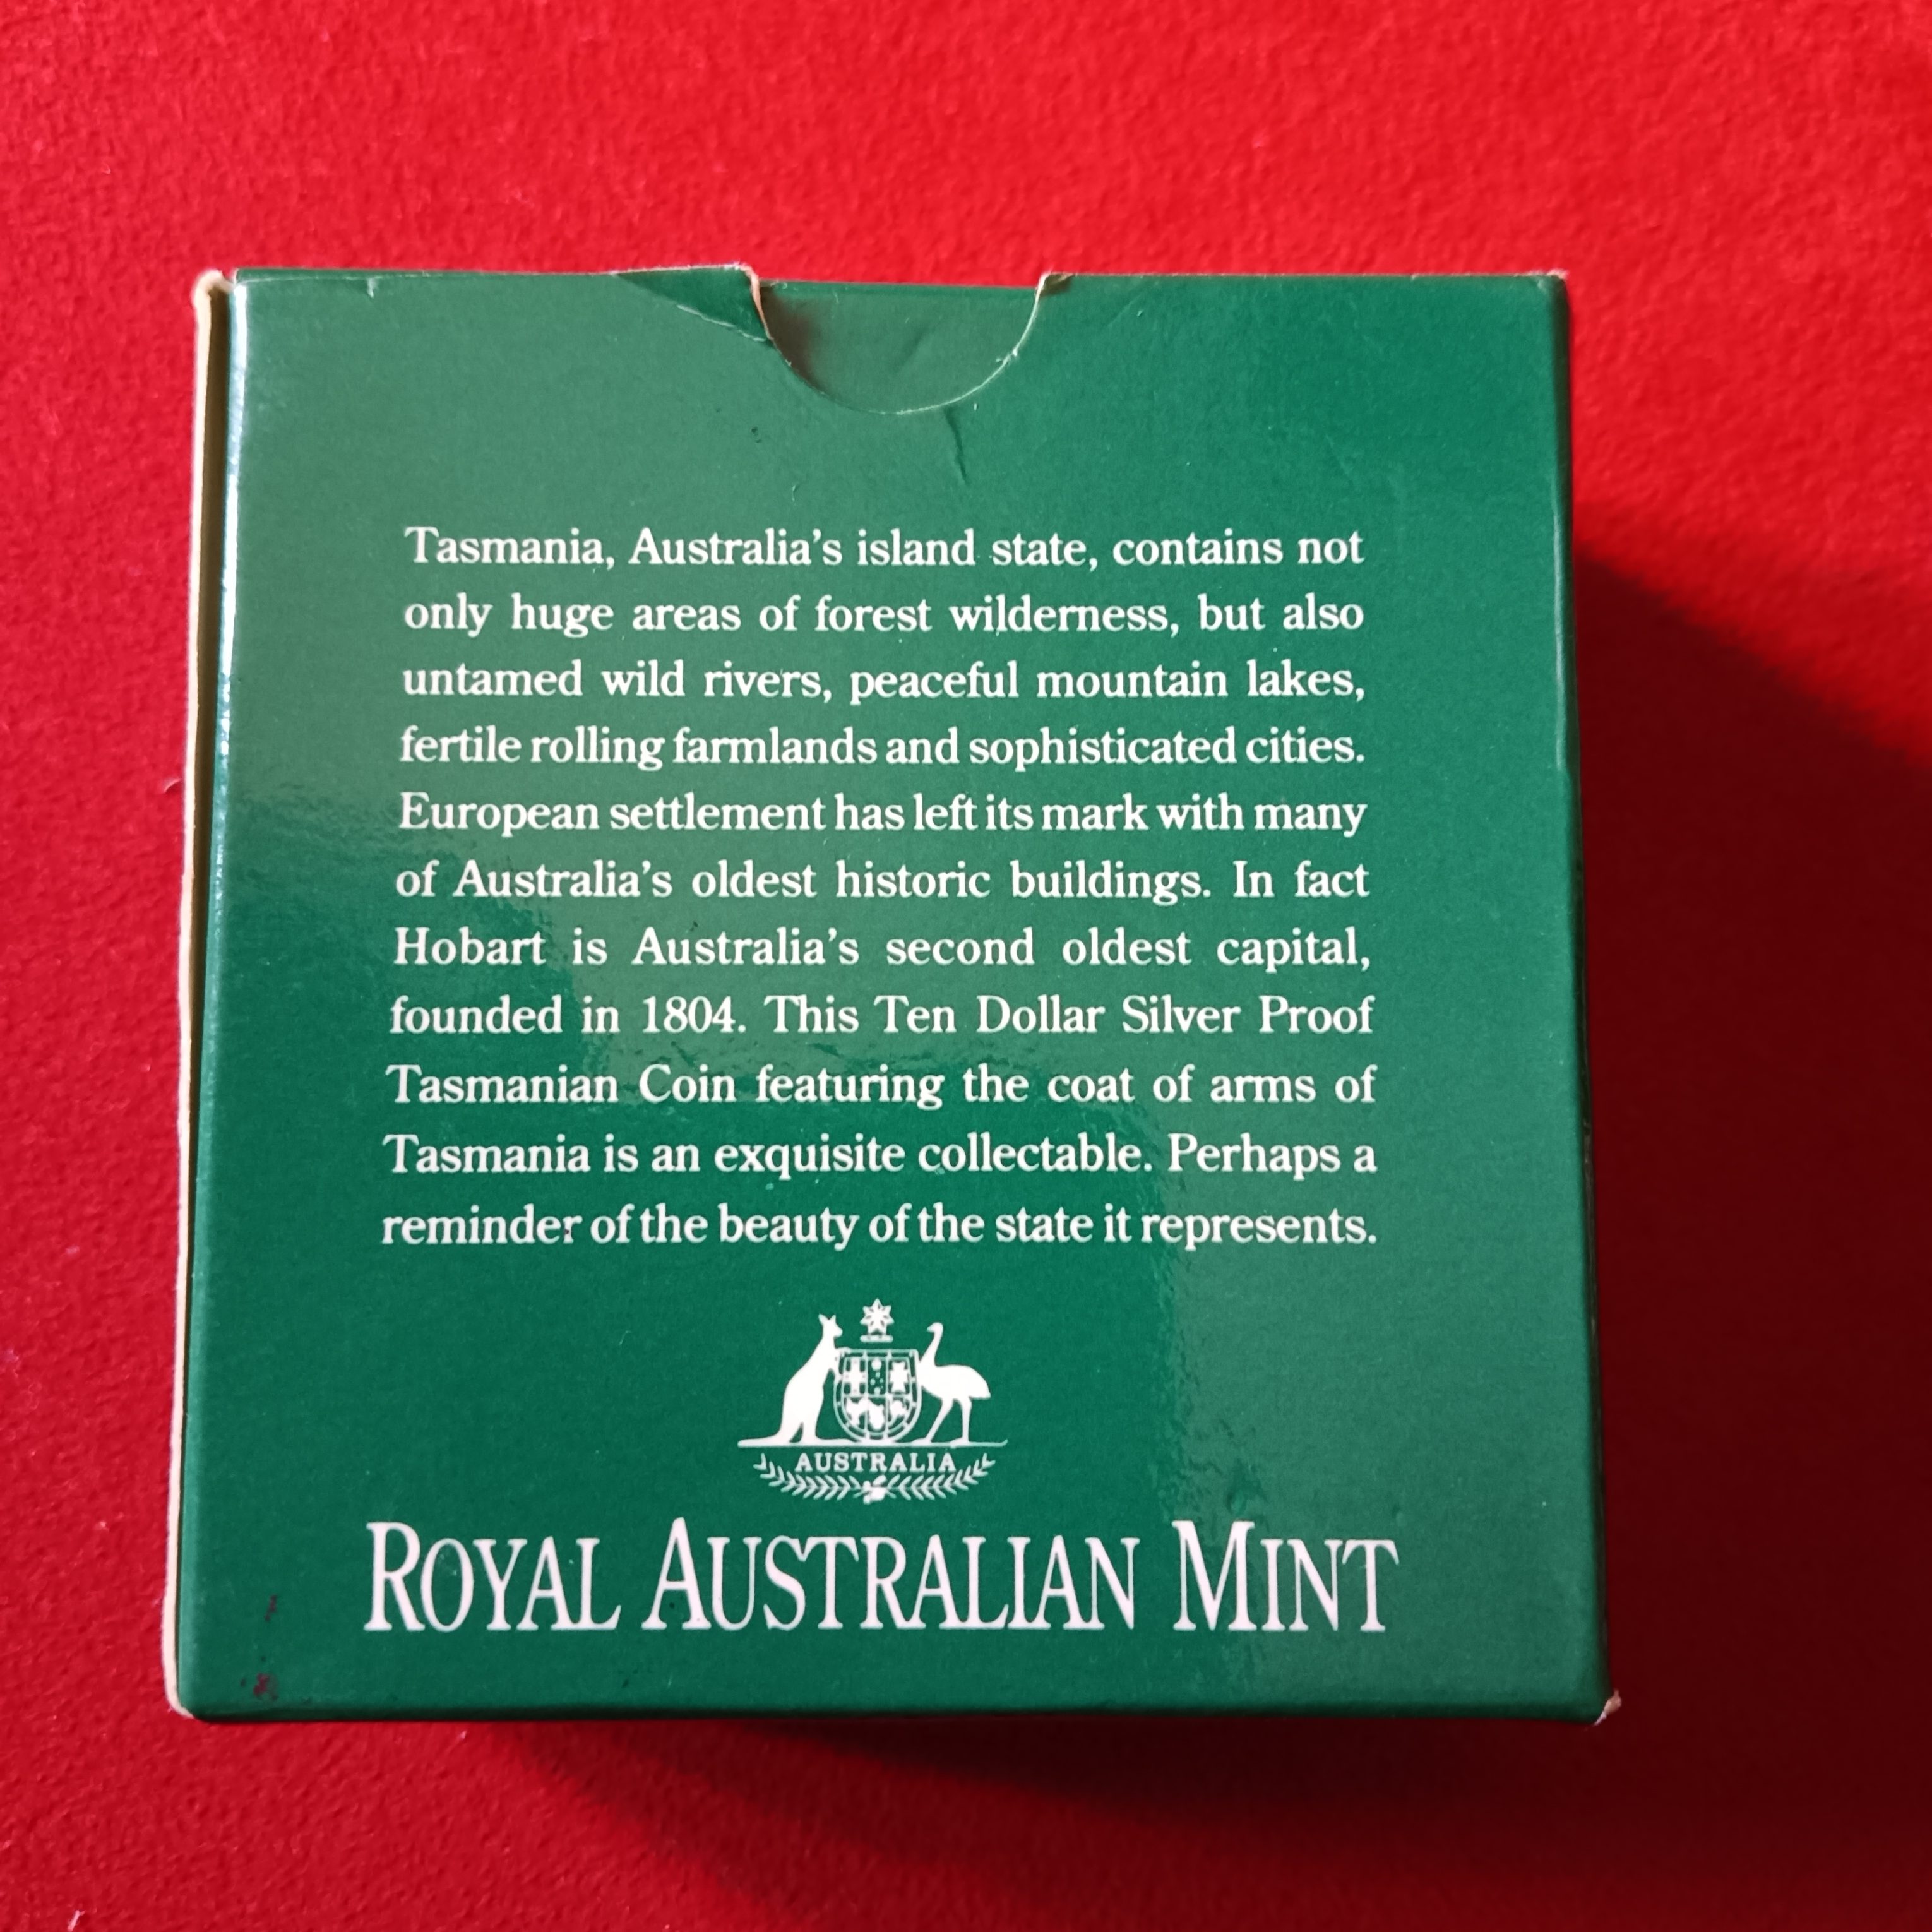 Tasmania, Australia's island state, contains not
only huge areas of forest wilderness, but also
untamed wild rivers, peaceful mountain lakes,
fertile rolling farmlands and sophisticated cities.
European settlement has left its mark with many
of Australia's oldest historic buildings. In fact
Hobart is Australia's second oldest capital,
founded in 1804. This Ten Dollar Silver Proof
Tasmanian Coin featuring the coat of arms of
Tasmania is an exquisite collectable. Perhaps a
reminder of the beauty of the state it represents.
AUSTRALIA
ROYAL AUSTRALIAN MINT